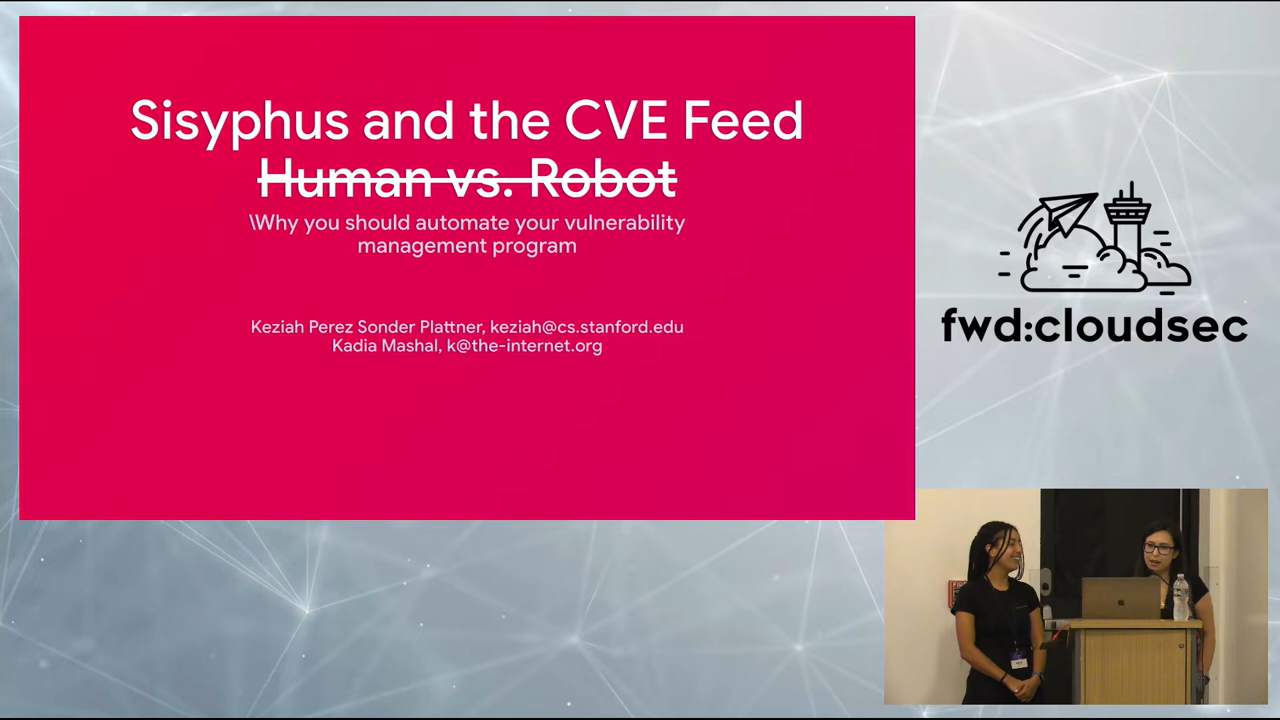 Sisyphus and the CVE Feed
Human vs. Robot
\Why you should automate your vulnerability
management program
Keziah Perez Sonder Plattner, keziah@cs.stanford.edu
Kadia Mashal, k@the-internet.org
fwd:cloudsec